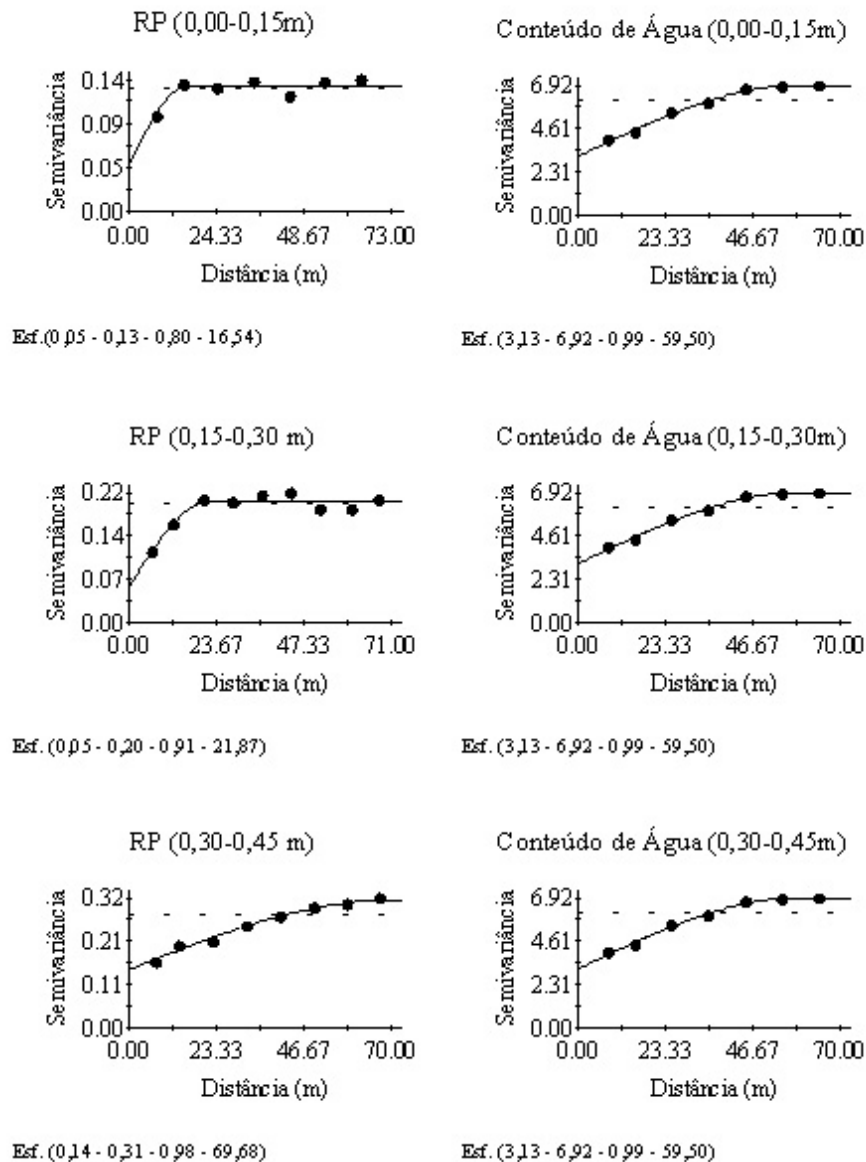 RP (0,00-0,15m)
Semivariância
0.14
0.09
0.05
0.00
0.00 24.33 48.67 73.00
Distância (m)
Esf.(0,05 - 0,13 - 0,80 - 16,54)
Conteúdo de Água (0,00-0,15m)
Semivariância
6.92
4.61
2.31
0.00
0.00 23.33 46.67 70.00
Distância (m)
Esf. (3,13 - 6,92 - 0,99 - 59,50)
RP (0,15-0,30 m)
Semivariância
0.22
0.14
0.07
0.00
0.00 23.67 47.33 71.00
Distância (m)
Esf. (0,05 - 0,20 - 0,91 - 21,87)
Conteúdo de Água (0,15-0,30m)
Semivariância
6.92
4.61
2.31
0.00
0.00 23.33 46.67 70.00
Distância (m)
Esf. (3,13 - 6,92 - 0,99 - 59,50)
RP (0,30-0,45 m)
Semivariância
0.32
0.21
0.11
0.00
0.00 23.33 46.67 70.00
Distância (m)
Esf. (0,14 - 0,31 - 0,98 - 69,68)
Conteúdo de Água (0,30-0,45m)
Semivariância
6.92
4.61
2.31
0.00
0.00 23.33 46.67 70.00
Distância (m)
Esf. (3,13 - 6,92 - 0,99 - 59,50)